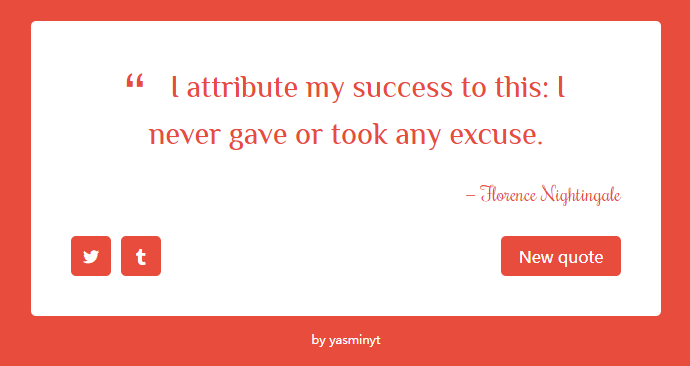 “ I attribute my success to this: I
never gave or took any excuse.
– Florence Nightingale
t
New quote
by yasminyt